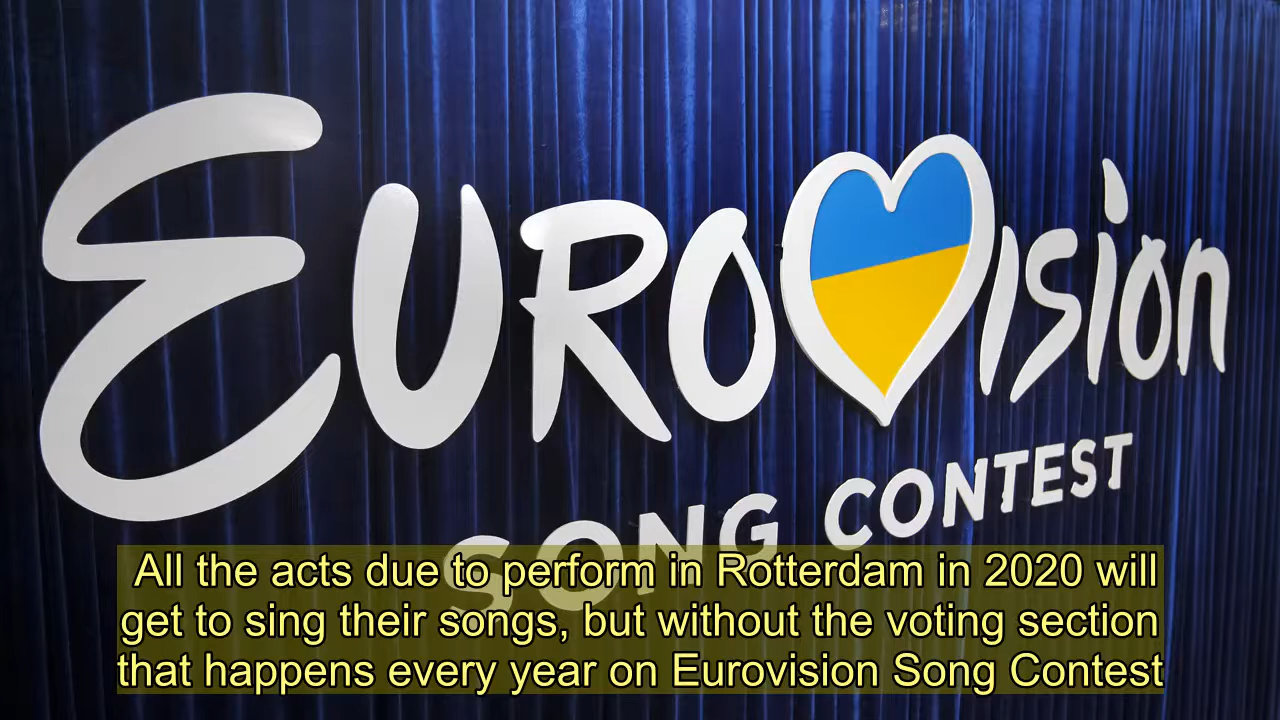 EUROVISION
SONG CONTEST
All the acts due to perform in Rotterdam in 2020 will
get to sing their songs, but without the voting section
that happens every year on Eurovision Song Contest